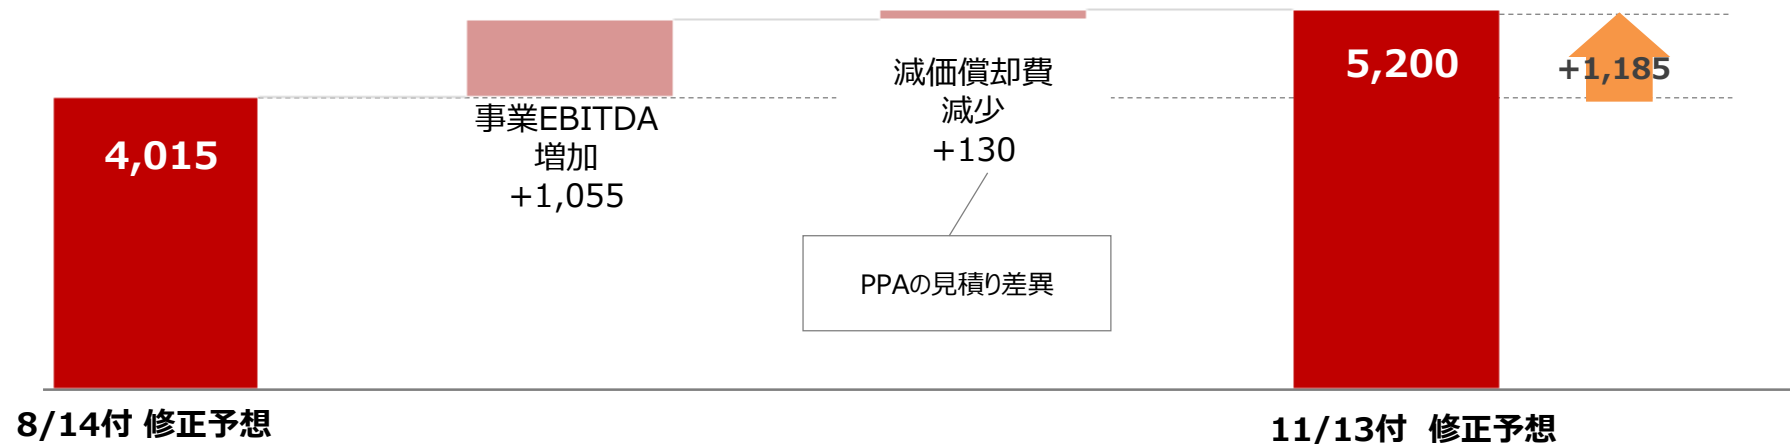 4,015
事業EBITDA
増加
+1,055
減価償却費
減少
+130
PPAの見積り差異
5,200
+1,185
8/14付 修正予想
11/13付 修正予想